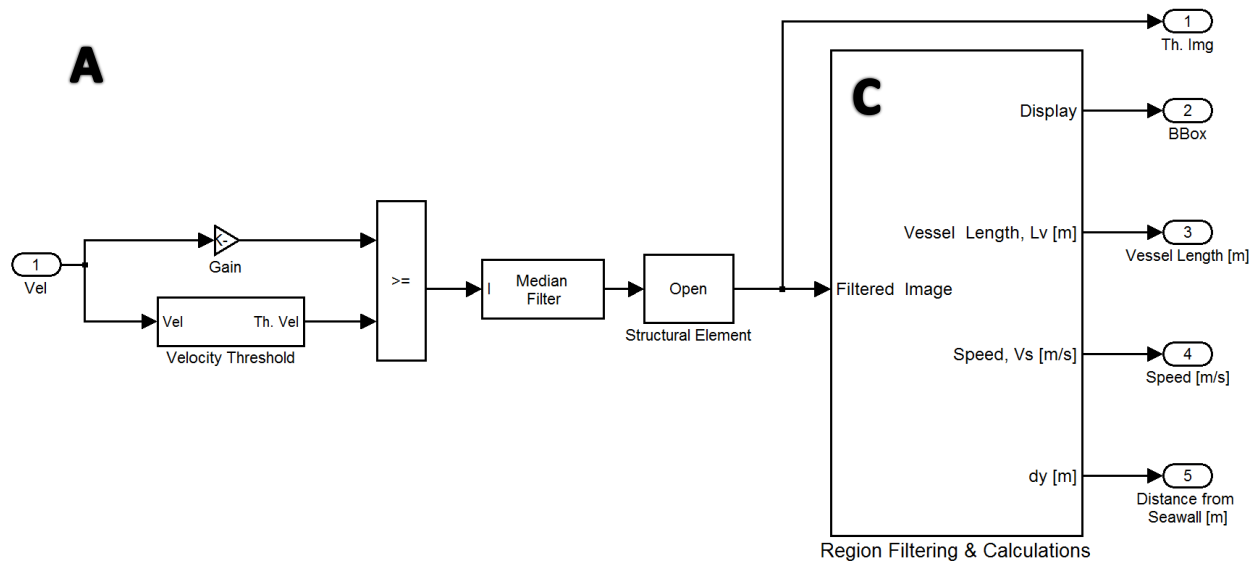 A
1
Vel
K-
Gain
Vel
Th. Vel
Velocity Threshold
>=
I
Median
Filter
Open
Structural Element
C
Filtered Image
Display
Vessel Length, Lv [m]
Speed, Vs [m/s]
dy [m]
Region Filtering & Calculations
1
Th. Img
2
BBox
3
Vessel Length [m]
4
Speed [m/s]
5
Distance from
Seawall [m]